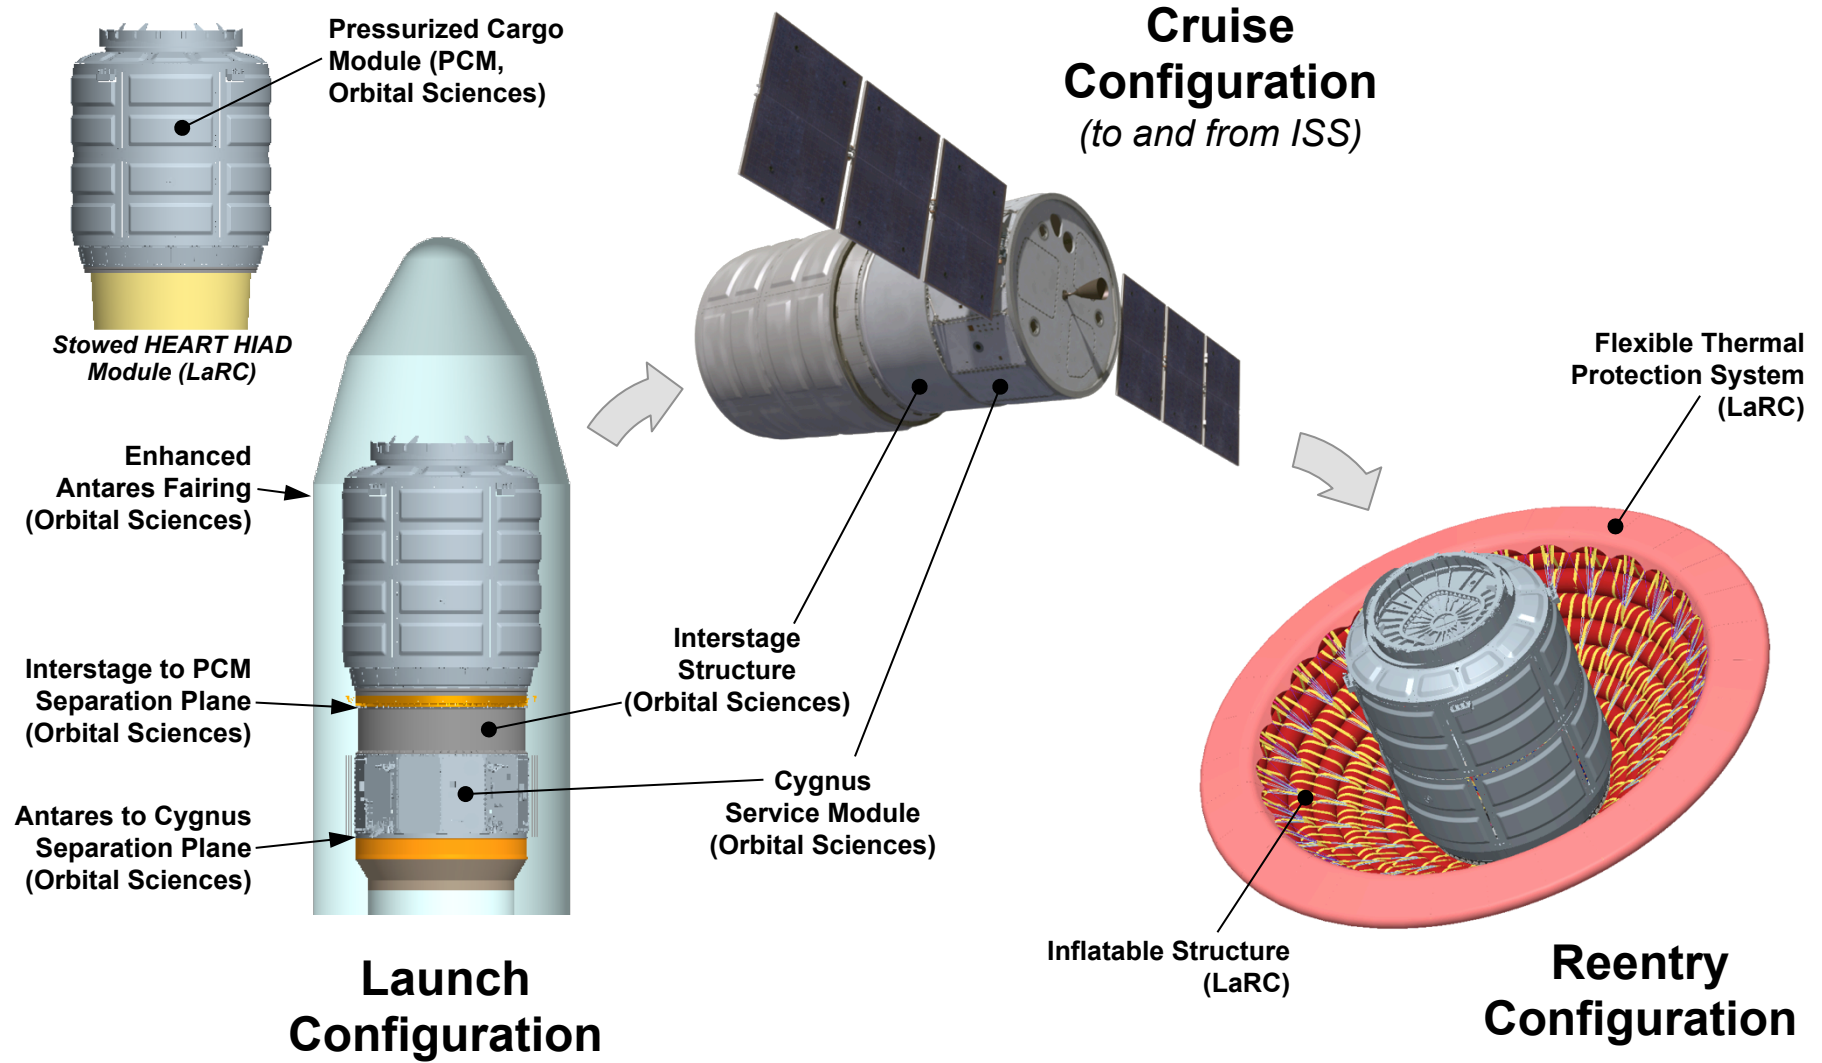 Pressurized Cargo
Module (PCM,
Orbital Sciences)
Stowed HEART HIAD
Module (LaRC)
Cruise
Configuration
(to and from ISS)
Enhanced
Antares Fairing
(Orbital Sciences)
Interstage to PCM
Separation Plane
(Orbital Sciences)
Antares to Cygnus
Separation Plane
(Orbital Sciences)
Launch
Configuration
Interstage
Structure
(Orbital Sciences)
Cygnus
Service Module
(Orbital Sciences)
Flexible Thermal
Protection System
(LaRC)
Inflatable Structure
(LaRC)
Reentry
Configuration